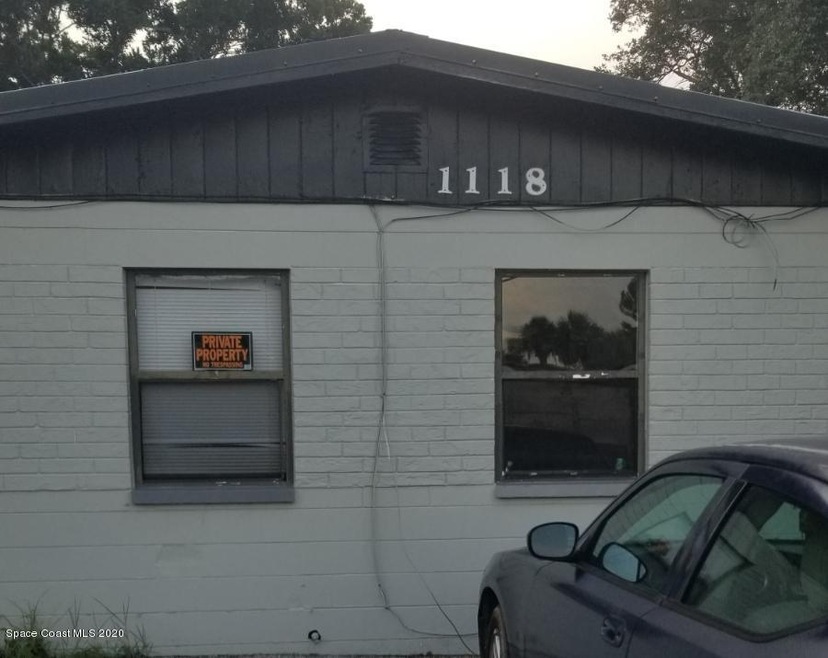 1118
PRIVATE
PROPERTY
NO TRESPASSING
Space Coast MLS 2020